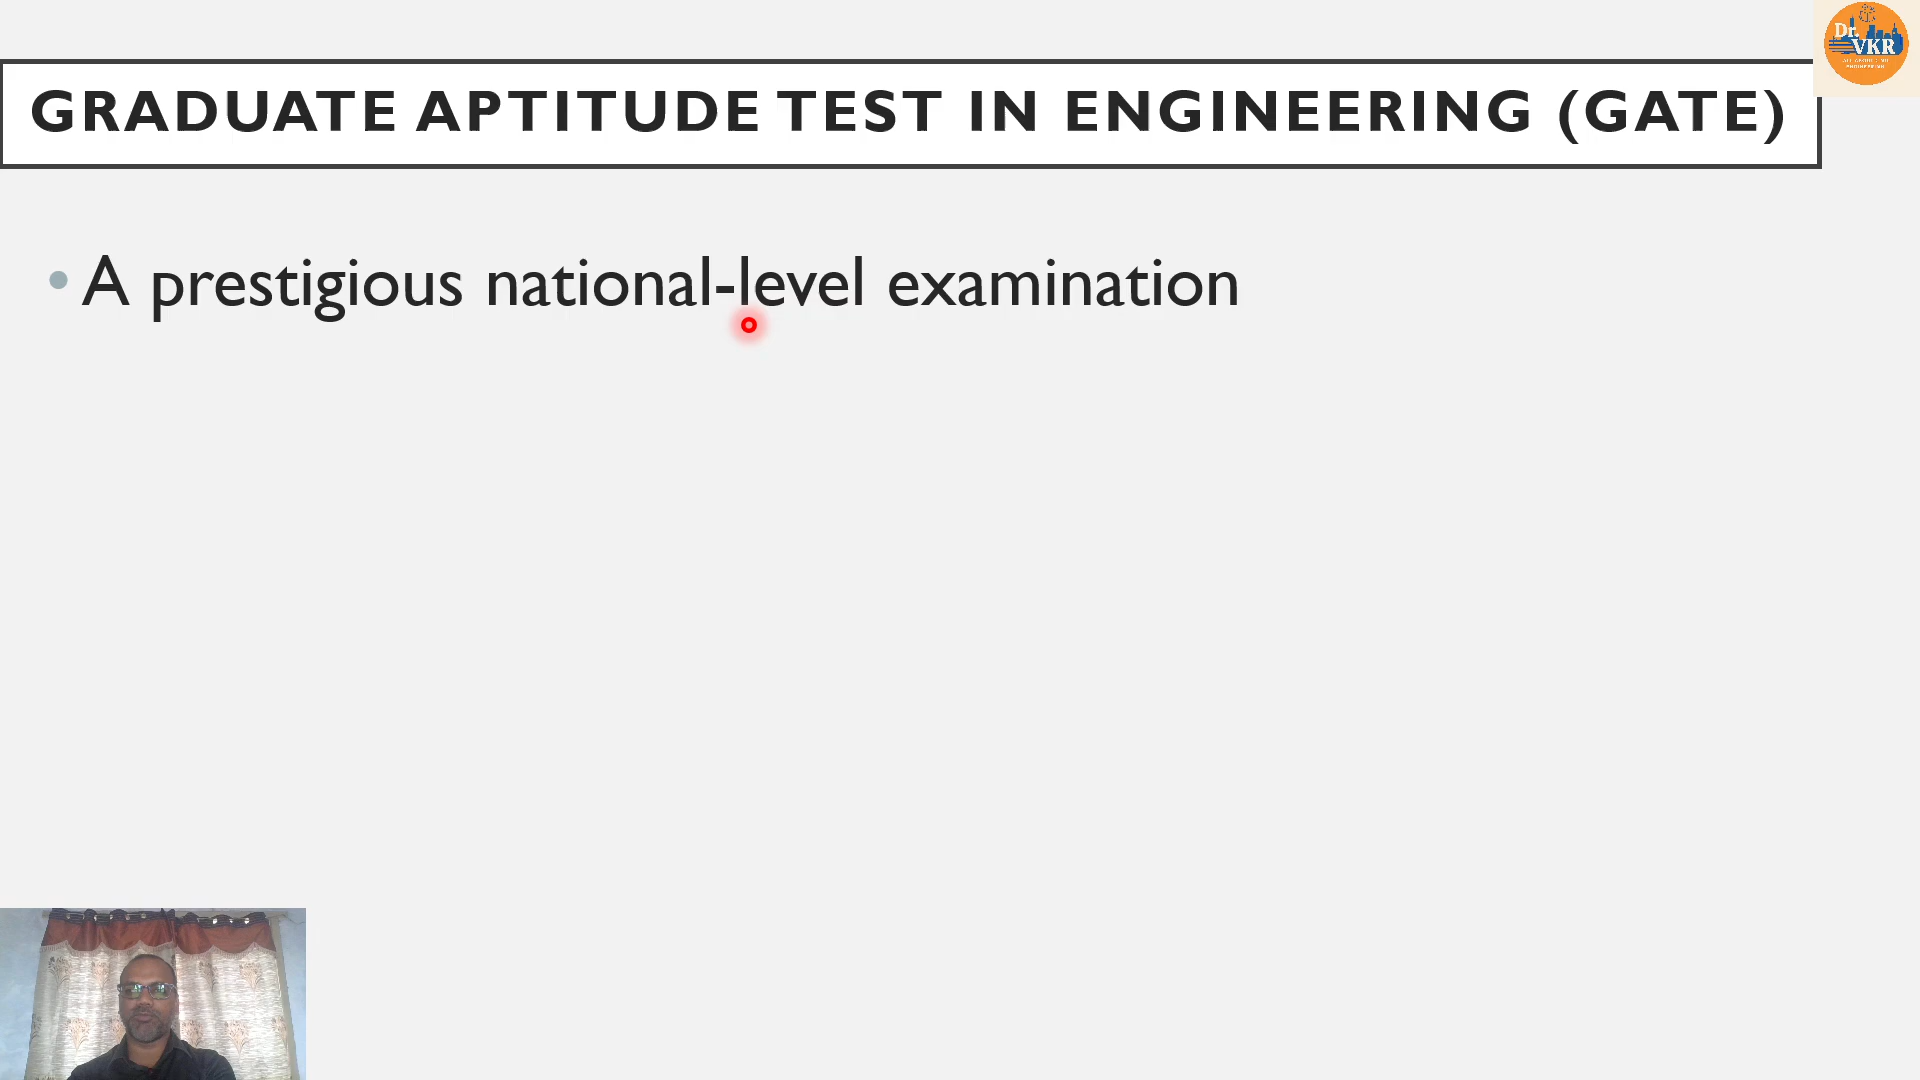 Dr.
VKR
GRADUATE APTITUDE TEST IN ENGINEERING (GATE)
• A prestigious national-level examination